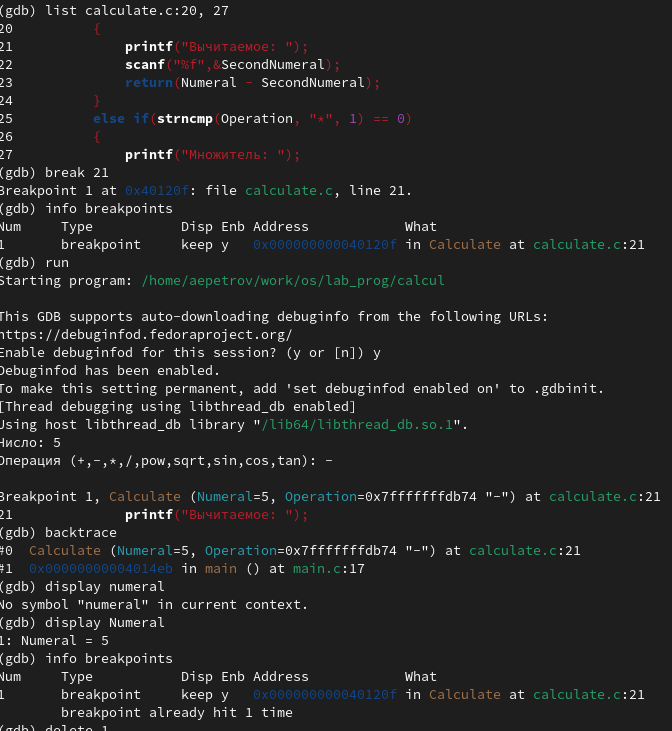 (gdb) list calculate.c:20, 27
20 {
21 printf("Вычитаемое: ");
22 scanf("%f",&SecondNumeral);
23 return(Numeral - SecondNumeral);
24 }
25 else if(strncmp(Operation, "*", 1) == 0)
26 {
27 printf("Множитель: ");
(gdb) break 21
Breakpoint 1 at 0x40120f: file calculate.c, line 21.
(gdb) info breakpoints
Num Type Disp Enb Address What
1 breakpoint keep y 0x000000000040120f in Calculate at calculate.c:21
(gdb) run
Starting program: /home/aepetrov/work/os/lab_prog/calcul
This GDB supports auto-downloading debuginfo from the following URLs:
https://debuginfod.fedoraproject.org/
Enable debuginfod for this session? (y or [n]) y
Debuginfod has been enabled.
To make this setting permanent, add 'set debuginfod enabled on' to .gdbinit.
[Thread debugging using libthread_db enabled]
Using host libthread_db library "/lib64/libthread_db.so.1".
Число: 5
Операция (+,-,*,/,pow,sqrt,sin,cos,tan): -
Breakpoint 1, Calculate (Numeral=5, Operation=0x7fffffffdb74 "-") at calculate.c:21
21 printf("Вычитаемое: ");
(gdb) backtrace
#0 Calculate (Numeral=5, Operation=0x7fffffffdb74 "-") at calculate.c:21
#1 0x00000000004014eb in main () at main.c:17
(gdb) display numeral
No symbol "numeral" in current context.
(gdb) display Numeral
1: Numeral = 5
(gdb) info breakpoints
Num Type Disp Enb Address What
1 breakpoint keep y 0x000000000040120f in Calculate at calculate.c:21
breakpoint already hit 1 time
(gdb) delete 1